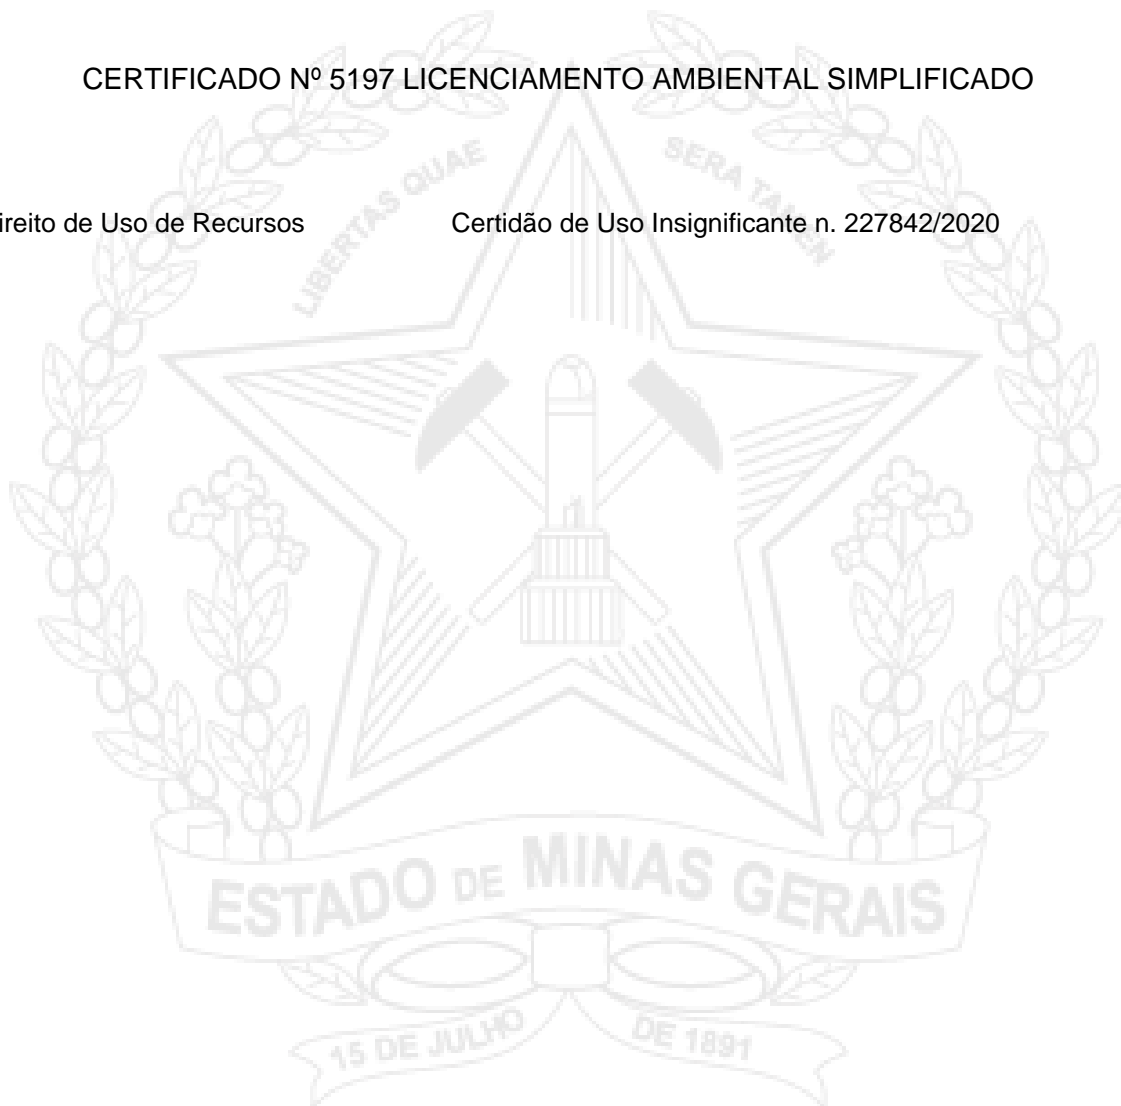 CERTIFICADO Nº 5197 LICENCIAMENTO AMBIENTAL SIMPLIFICADO
LIBERTAS QUAE SERA TAMEN
ireito de Uso de Recursos Certidão de Uso Insignificante n. 227842/2020
ESTADO DE MINAS GERAIS
15 DE JULHO DE 1891